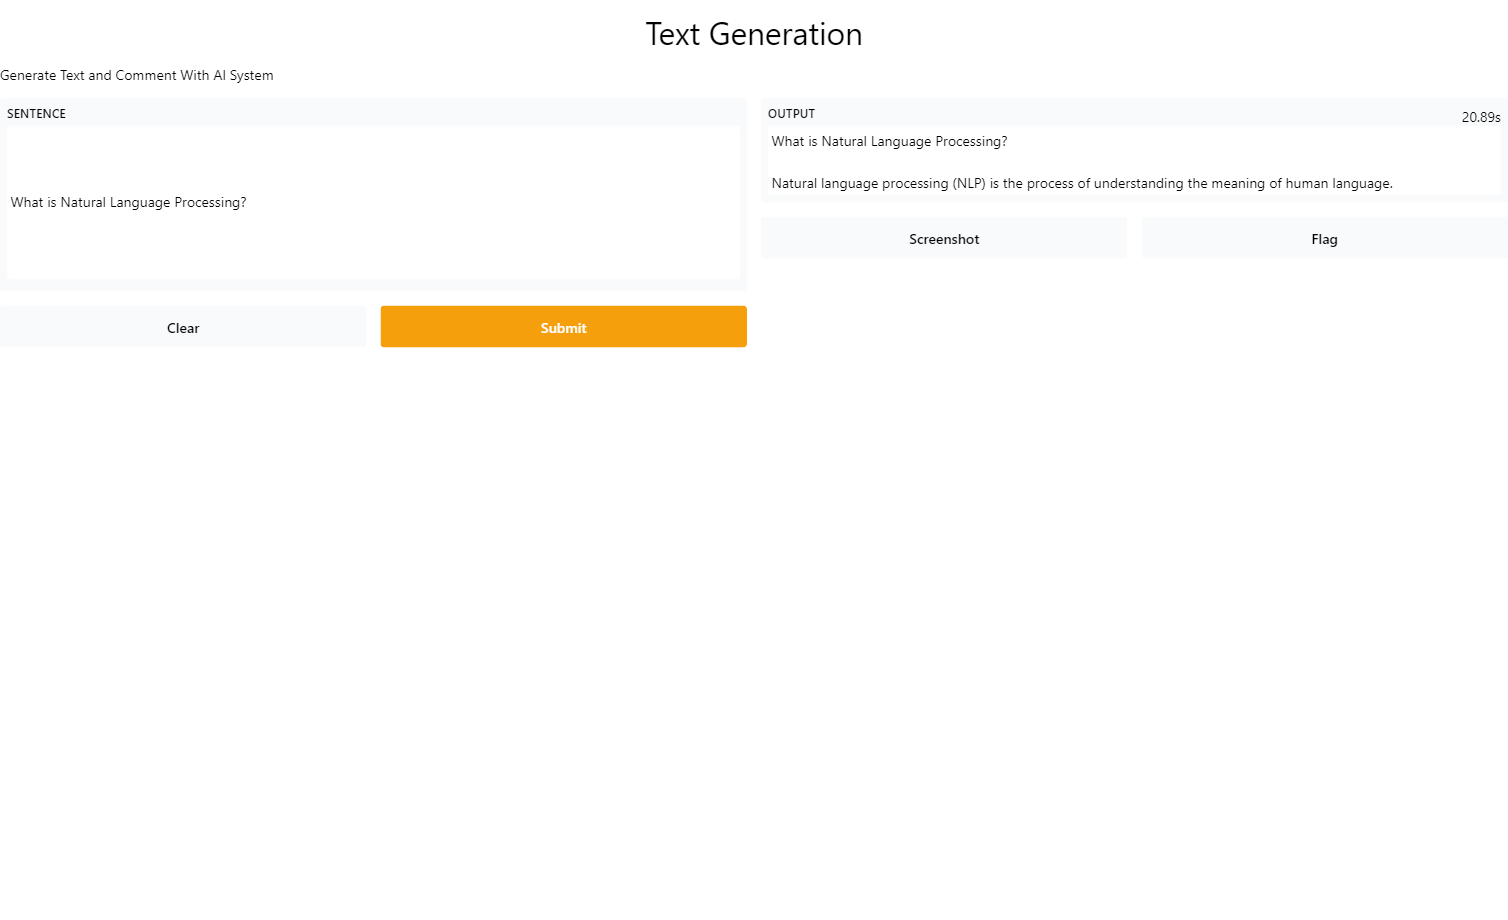 Text Generation
Generate Text and Comment With AI System
SENTENCE
What is Natural Language Processing?
Clear
Submit
OUTPUT
20.89s
What is Natural Language Processing?
Natural language processing (NLP) is the process of understanding the meaning of human language.
Screenshot
Flag